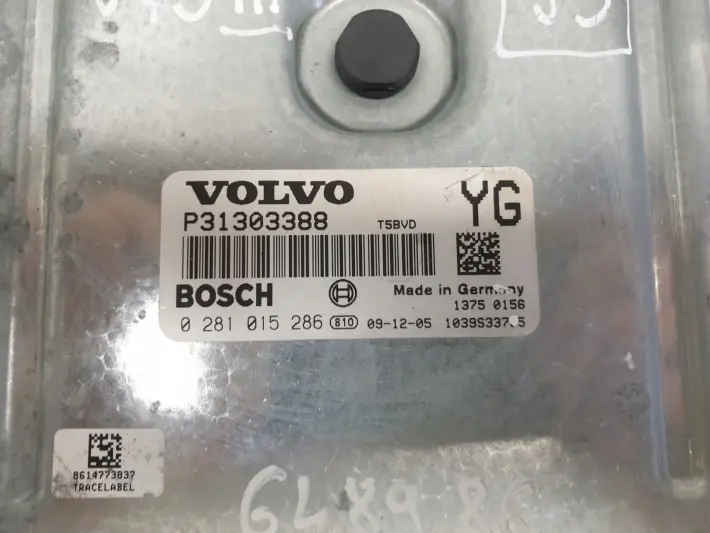 VOLVO YG
P31303388 T5BVD
BOSCH Made in Germany
1375 0156
0 281 015 286 810 09-12-05
8614773837
TRACELABEL